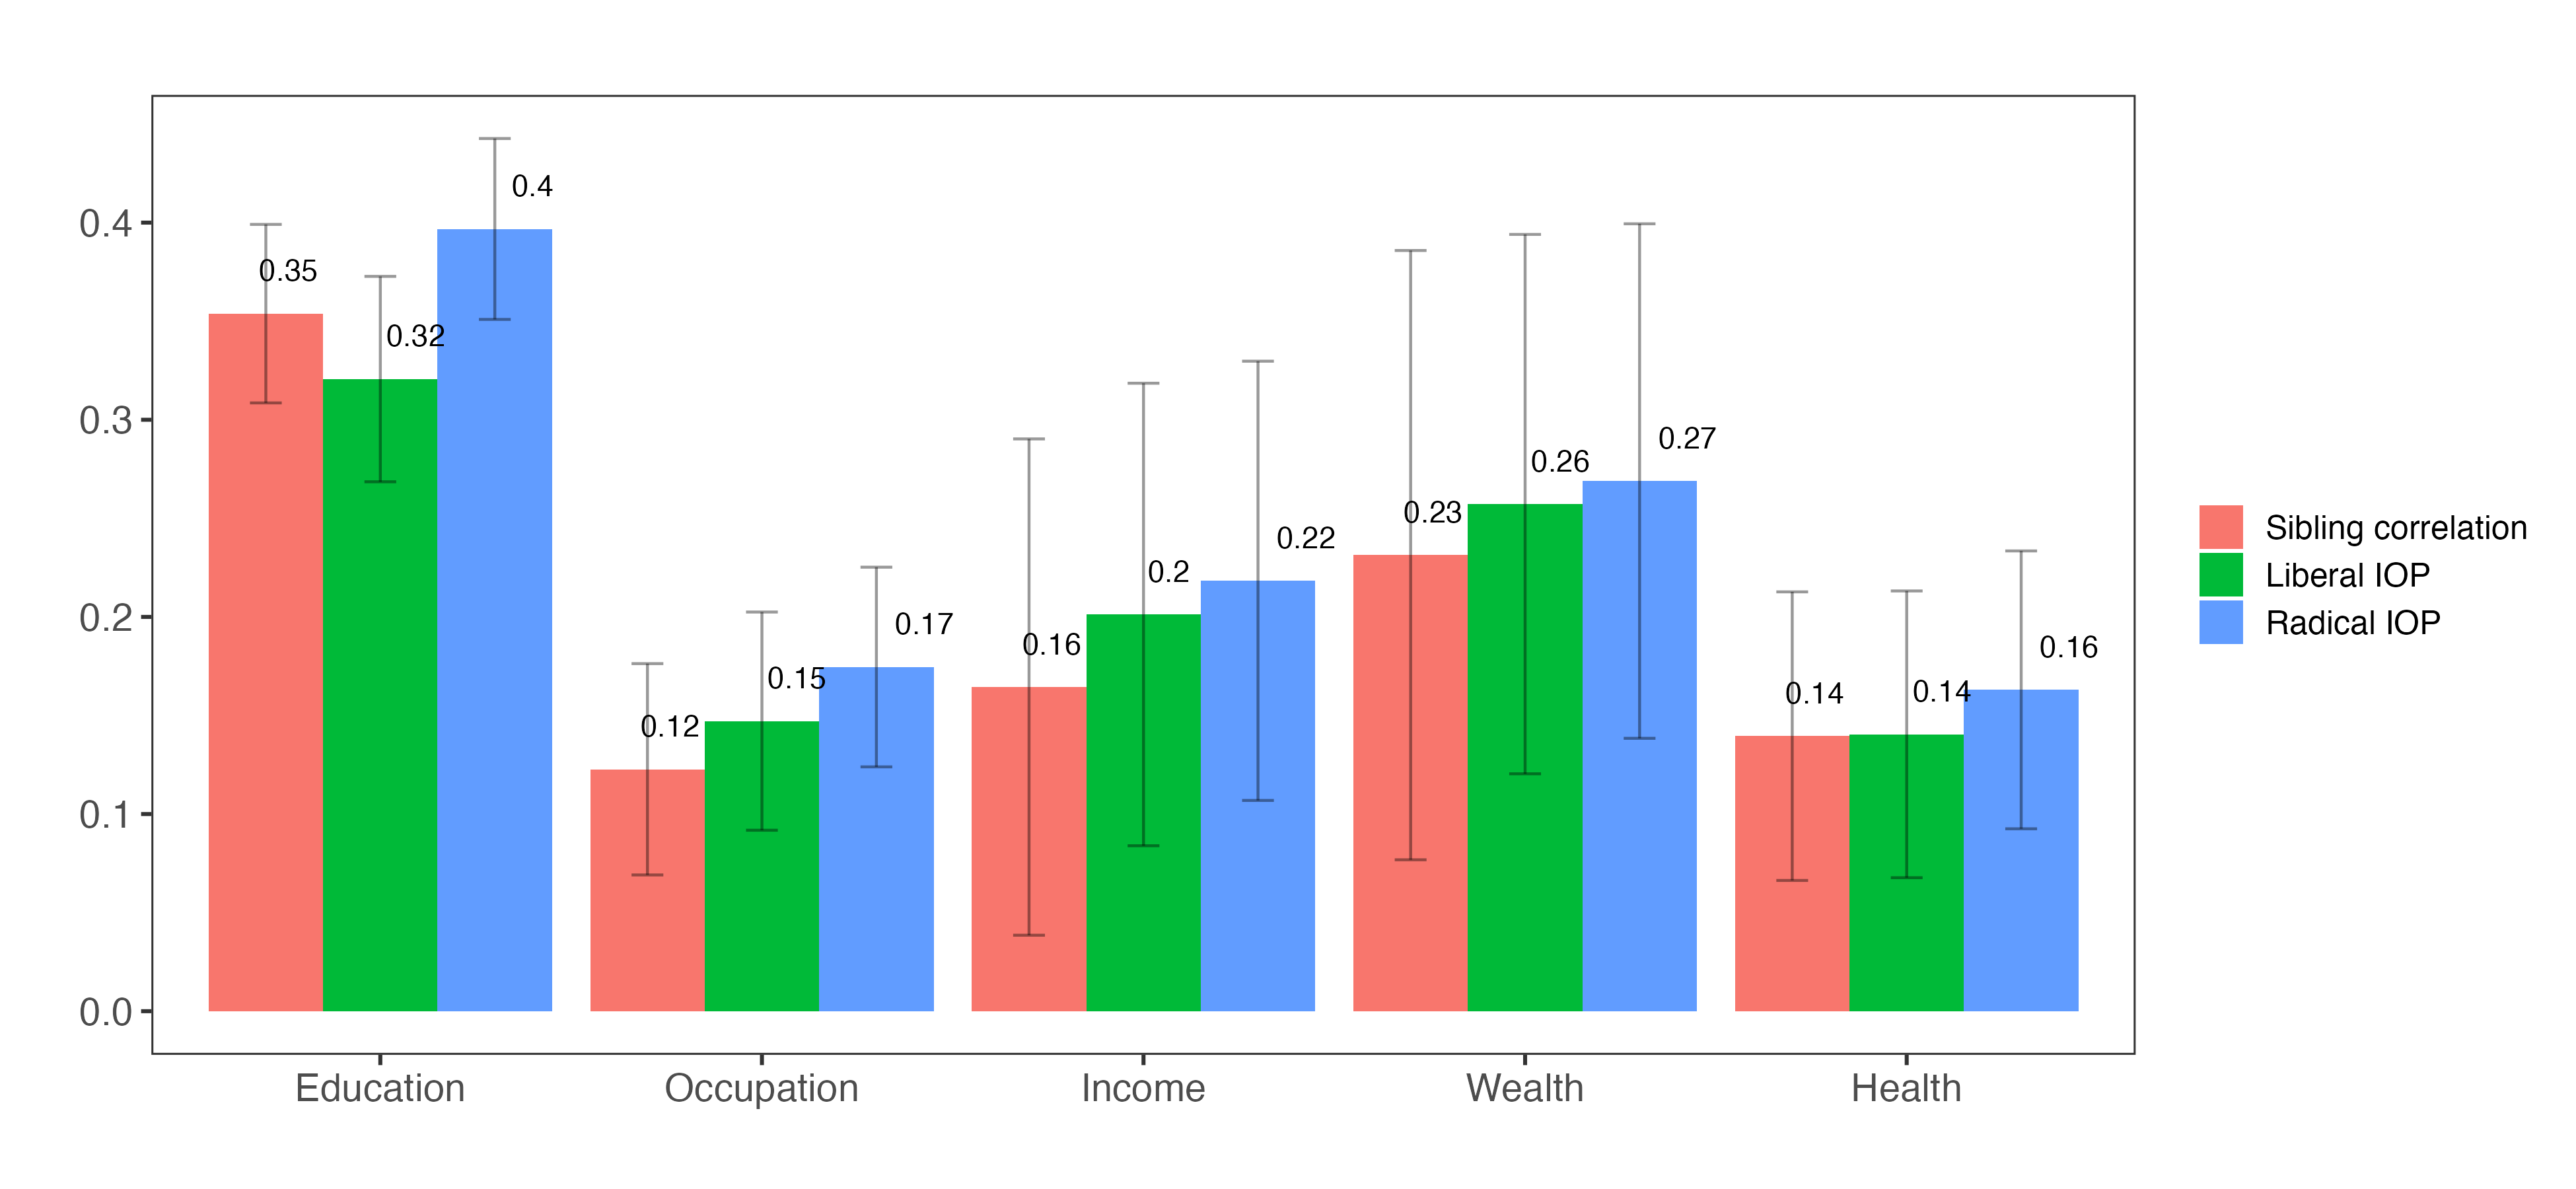 0.4
0.3
0.2
0.1
0.0
0.35
0.32
0.4
0.12
0.15
0.17
0.16
0.2
0.22
0.23
0.26
0.27
0.14
0.14
0.16
Education
Occupation
Income
Wealth
Health
Sibling correlation
Liberal IOP
Radical IOP